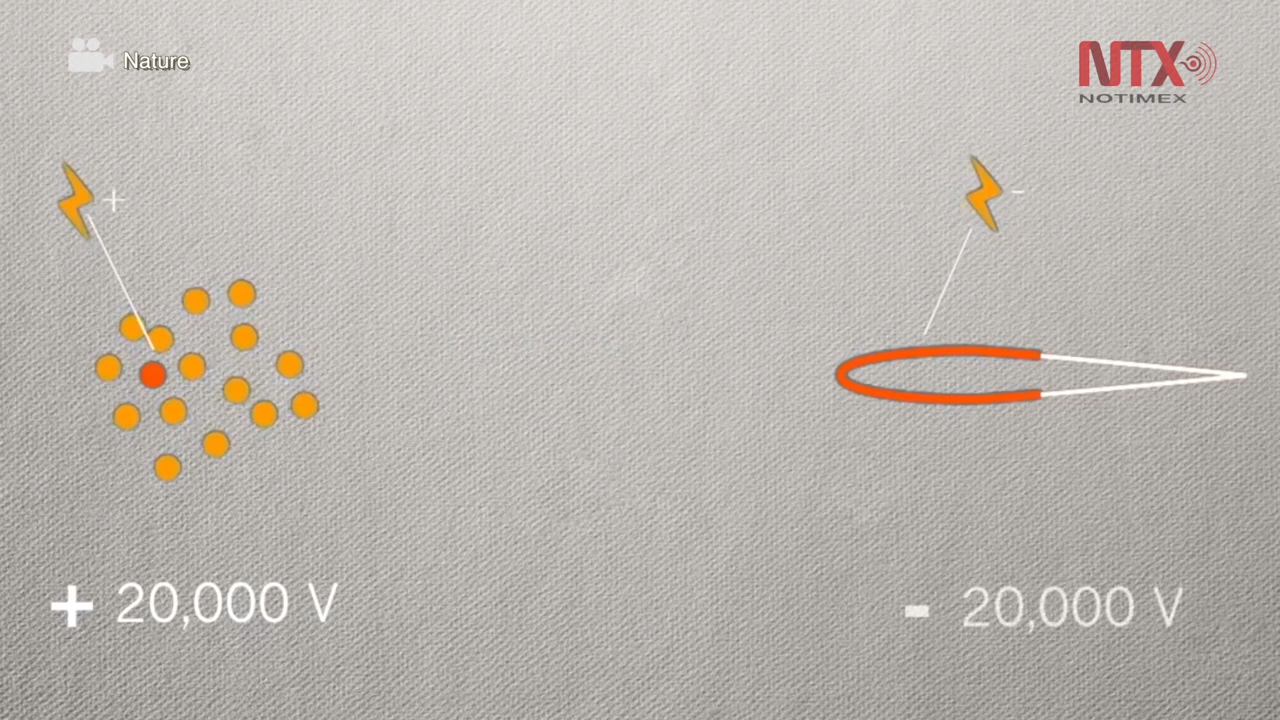 Nature
NTX
NOTIMEX
+
-
+ 20,000 V
- 20,000 V